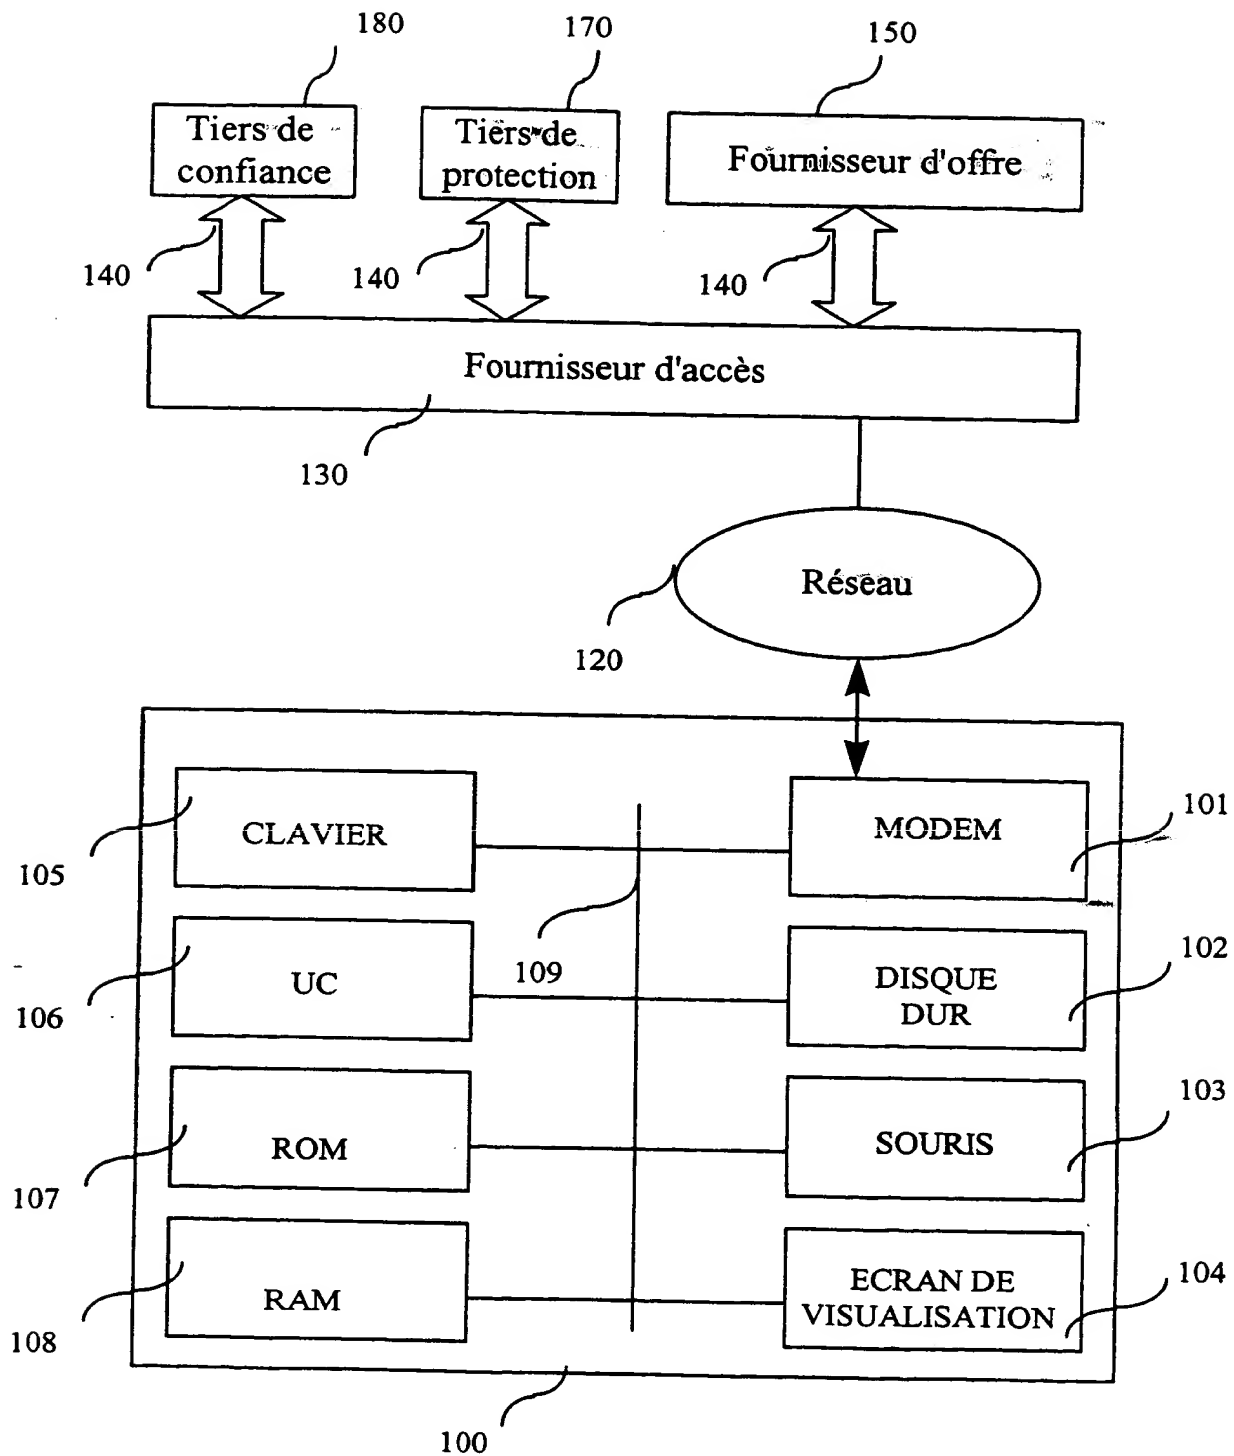 180
170
150
Tiers de
confiance
Tiers de
protection
Fournisseur d'offre
140
140
140
Fournisseur d'accès
130
Réseau
120
CLAVIER
MODEM
101
105
UC
109
DISQUE
DUR
102
106
ROM
SOURIS
103
107
RAM
ECRAN DE
VISUALISATION
104
108
100